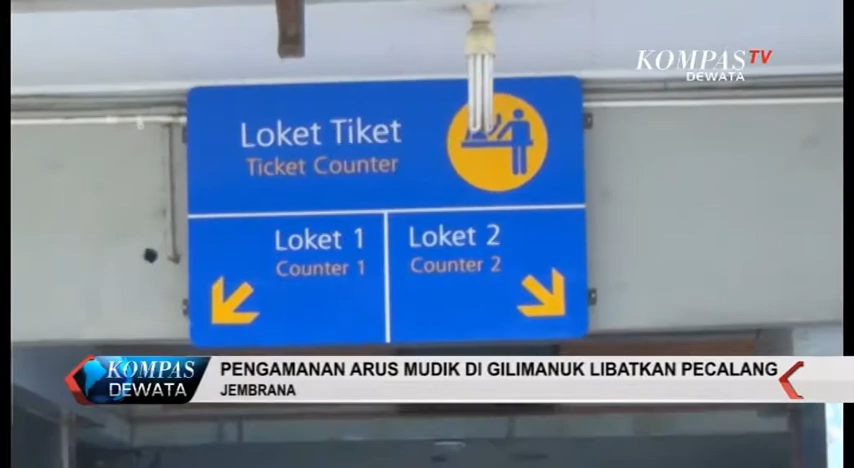 KOMPAS TV
DEWATA
Loket Tiket
Ticket Counter
Loket 1
Counter 1
Loket 2
Counter 2
KOMPAS
DEWATA
PENGAMANAN ARUS MUDIK DI GILIMANUK LIBATKAN PECALANG
JEMBRANA